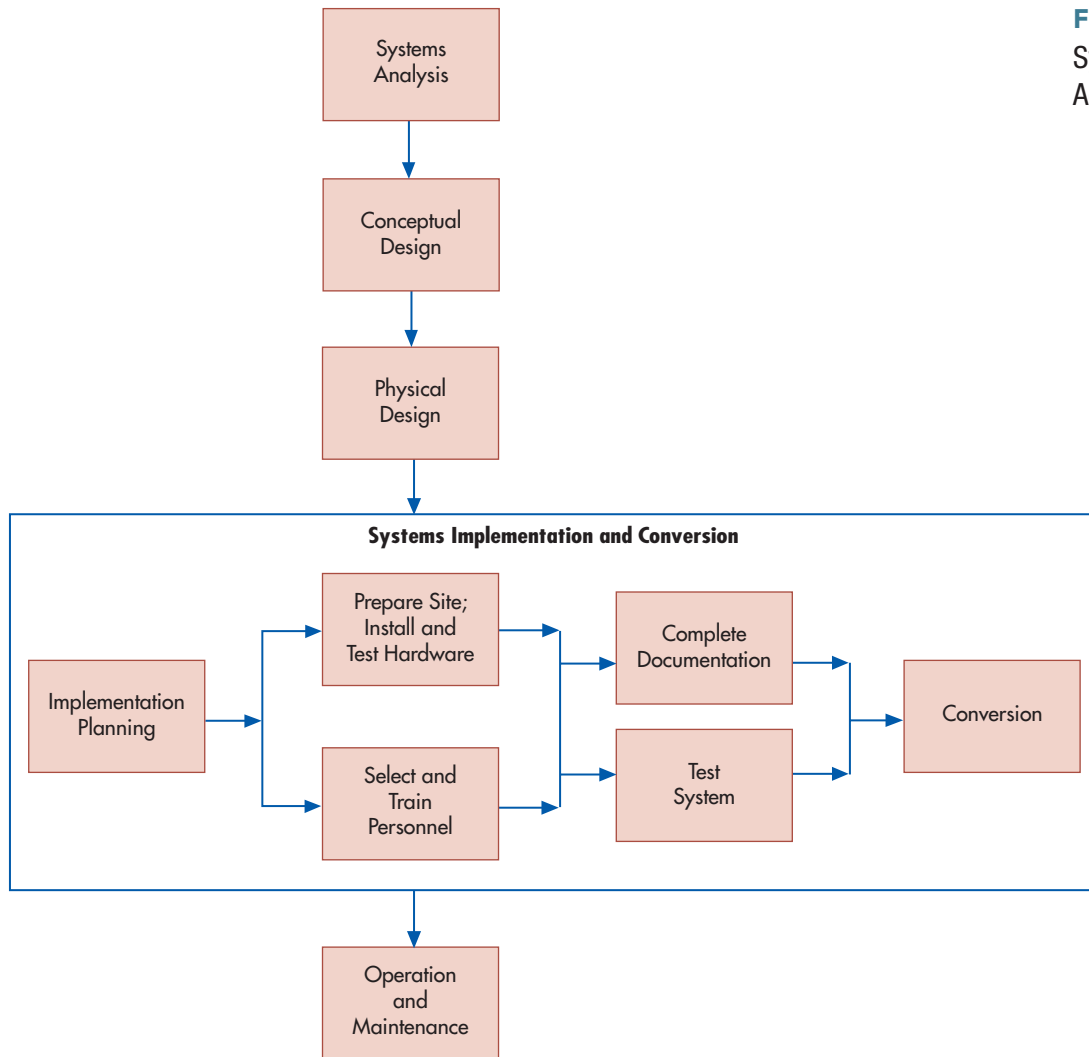 Systems
Analysis
F
S
A
Conceptual
Design
Physical
Design
Systems Implementation and Conversion
Implementation
Planning
Prepare Site;
Install and
Test Hardware
Select and
Train
Personnel
Complete
Documentation
Test
System
Conversion
Operation
and
Maintenance